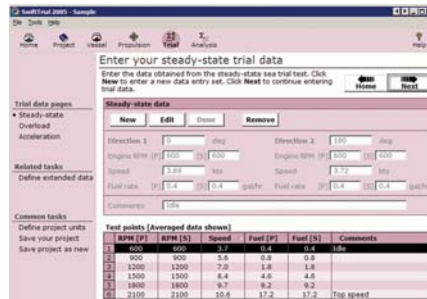 SwiftTrial 2005 - Sample
File Tools Help
Home Project Vessel Propulsion Trial Analysis Help
Enter your steady-state trial data
Enter the data obtained from the steady-state sea trial test. Click
New to enter a new data entry set. Click Next to continue entering
trial data.
Home Next
Trial data pages
Steady-state
Overload
Acceleration
Related tasks
Define extended data
Common tasks
Define project units
Save your project
Save project as new
Steady-state data
New Edit Done Remove
Direction 1 0 deg Direction 2 180 deg
Engine RPM [P] 600 [S] 600 Engine RPM [P] 600 [S] 600
Speed 3.68 kts Speed 3.72 kts
Fuel rate [P] 0.4 [S] 0.4 gal/hr Fuel rate [P] 0.4 [S] 0.4 gal/hr
Comments Idle
Test points [Averaged data shown]
RPM [P] RPM [S] Speed Fuel [P] Fuel [S] Comments
1 600 600 3.7 0.4 0.4 Idle
2 900 900 5.6 0.8 0.8
3 1200 1200 7.0 1.8 1.8
4 1500 1500 8.4 4.6 4.6
5 1800 1800 9.7 9.2 9.2
6 2100 2100 10.6 17.2 17.2 Top speed